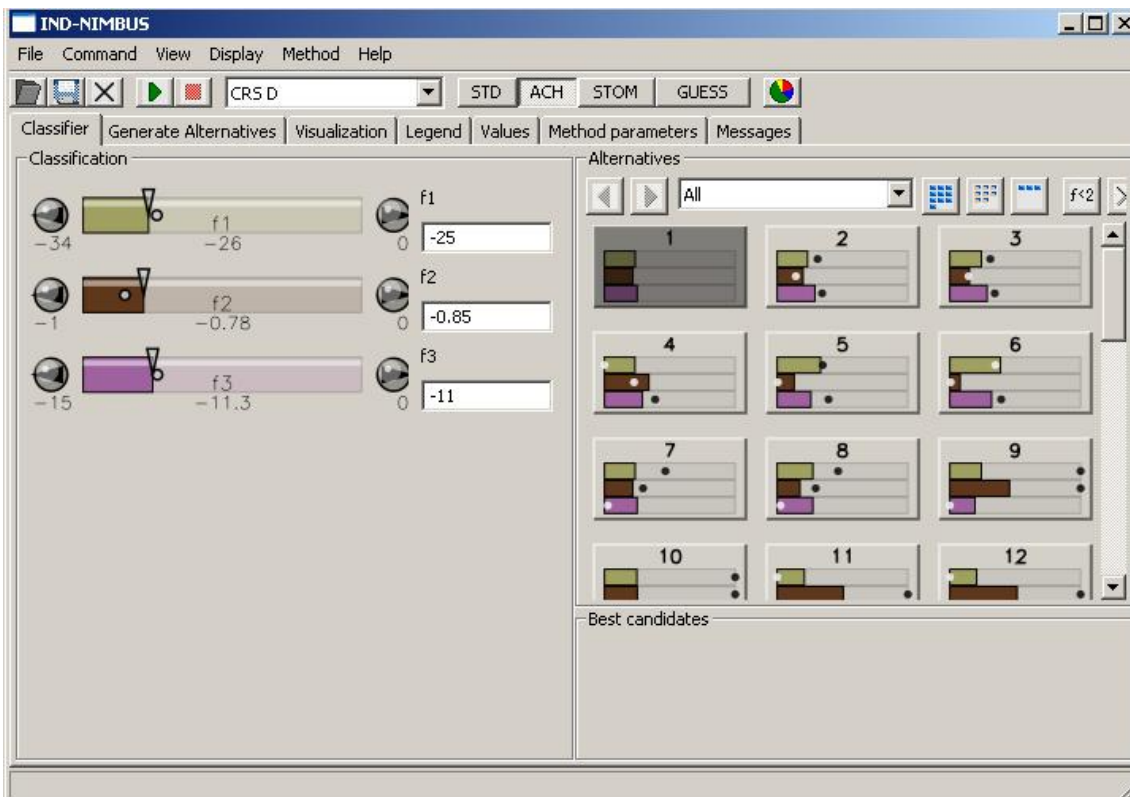 IND-NIMBUS
File Command View Display Method Help
CRS D STD ACH STOM GUESS
Classifier Generate Alternatives Visualization Legend Values Method parameters Messages
Classification
f1
f1
-34 -26 0 -25
f2
f2
-1 -0.78 0 -0.85
f3
f3
-15 -11.3 0 -11
Alternatives
All f<2
1 2 3
4 5 6
7 8 9
10 11 12
Best candidates